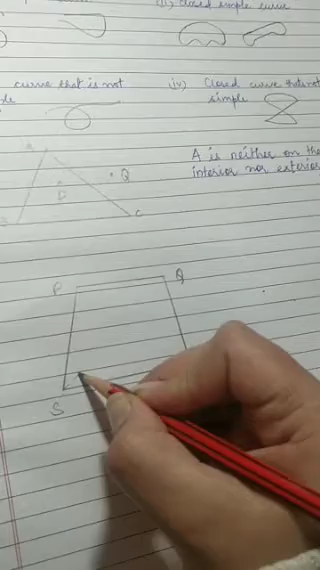 (ii) closed simple curve
curve that is not
(iv) Closed curve that is not
simple
A is neither on the
interior nor exterior
A
Q
D
B
C
P
Q
S